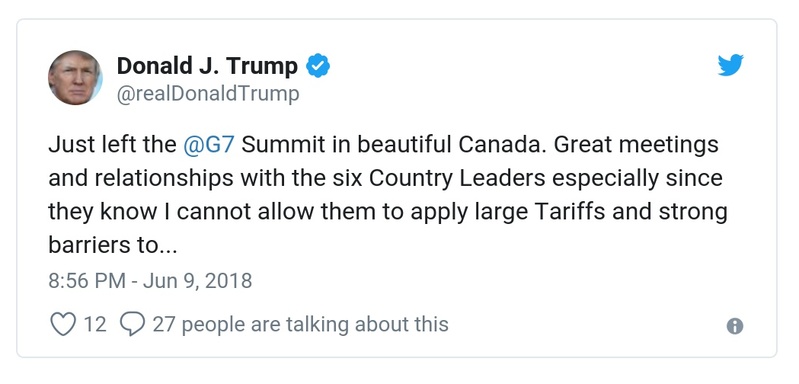 Donald J. Trump
@realDonaldTrump
Just left the @G7 Summit in beautiful Canada. Great meetings
and relationships with the six Country Leaders especially since
they know I cannot allow them to apply large Tariffs and strong
barriers to...
8:56 PM - Jun 9, 2018
12 27 people are talking about this